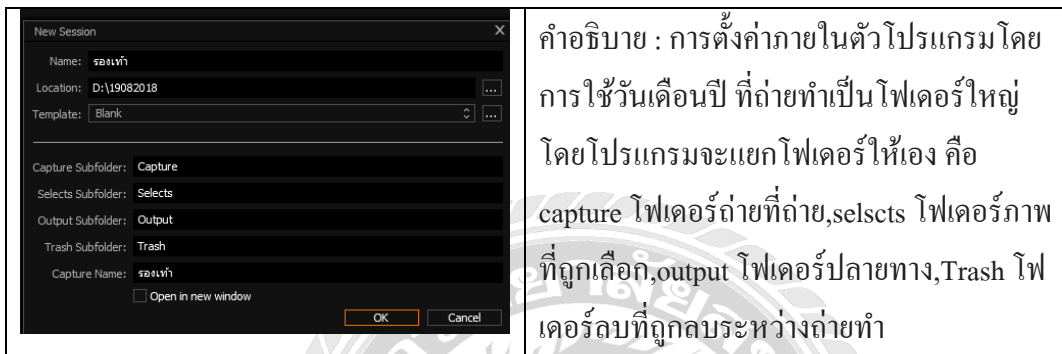 New Session X
Name: รองเท้า
Location: D:\19082018 ...
Template: Blank ...
Capture Subfolder: Capture
Selects Subfolder: Selects
Output Subfolder: Output
Trash Subfolder: Trash
Capture Name: รองเท้า
Open in new window
OK Cancel
คำอธิบาย : การตั้งค่าภายในตัวโปรแกรมโดย
การใช้วันเดือนปี ที่ถ่ายทำเป็นโฟเดอร์ใหญ่
โดยโปรแกรมจะแยกโฟเดอร์ให้เอง คือ
capture โฟเดอร์ถ่ายที่ถ่าย,selscts โฟเดอร์ภาพ
ที่ถูกเลือก,output โฟเดอร์ปลายทาง,Trash โฟ
เดอร์ลบที่ถูกลบระหว่างถ่ายทำ